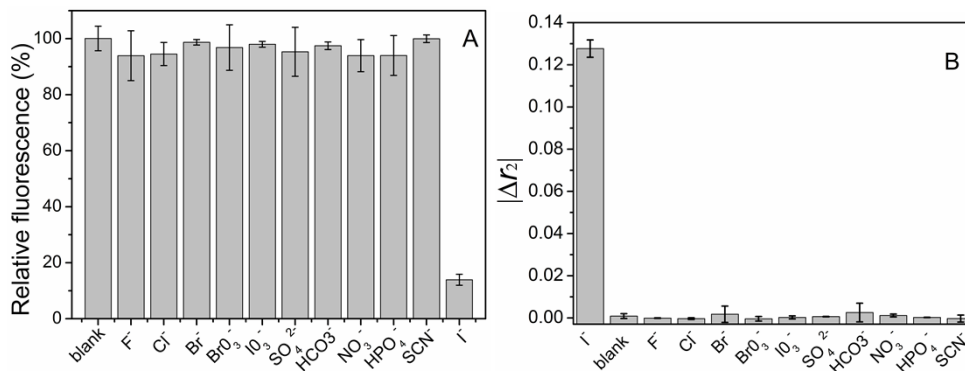 A
Relative fluorescence (%)
100
80
60
40
20
0
blank
F⁻
Cl⁻
Br⁻
Br0₃⁻
I0₃⁻
SO₄²⁻
HCO3⁻
NO₃⁻
HPO₄⁻
SCN⁻
I⁻
B
|Δr₂|
0.14
0.12
0.10
0.08
0.06
0.04
0.02
0.00
I⁻
blank
F⁻
Cl⁻
Br⁻
Br0₃⁻
I0₃⁻
SO₄²⁻
HCO3⁻
NO₃⁻
HPO₄⁻
SCN⁻